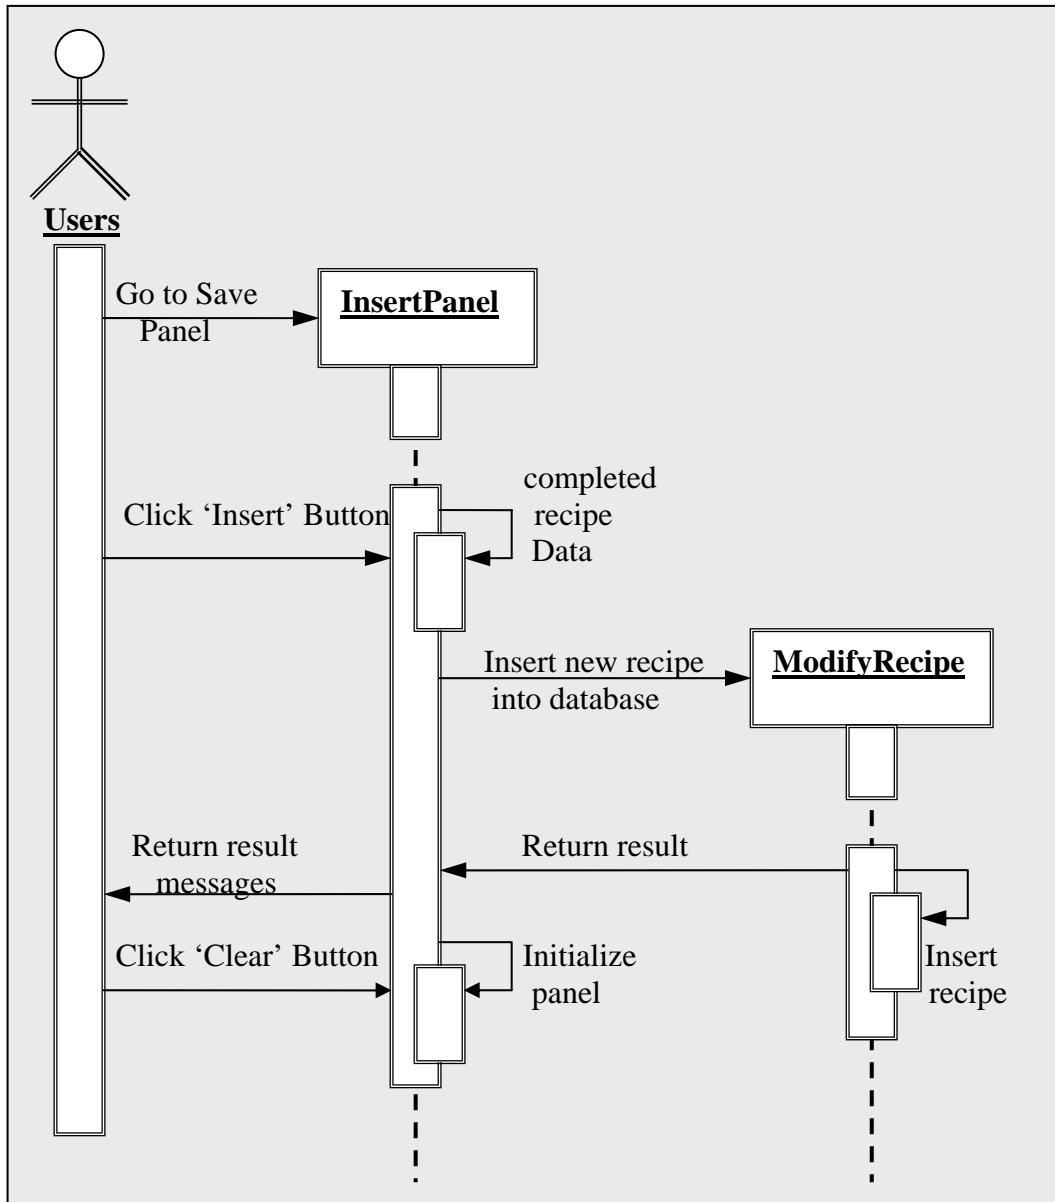 Users
Go to Save
Panel
InsertPanel
completed
recipe
Data
Click ‘Insert’ Button
Insert new recipe
into database
ModifyRecipe
Return result
messages
Return result
Click ‘Clear’ Button
Initialize
panel
Insert
recipe